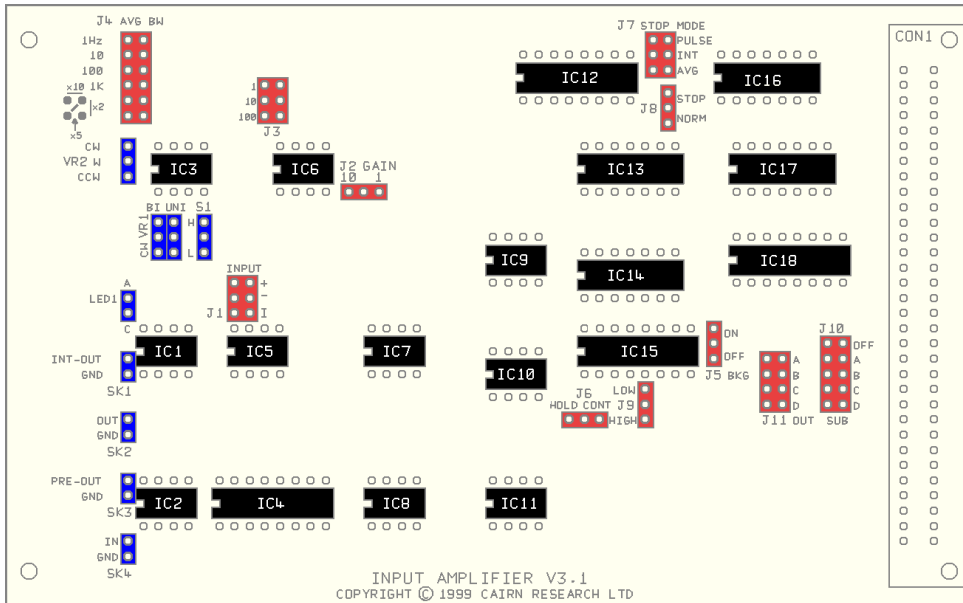 J4 AVG BW
1Hz
10
100
1K
x10
x2
x5
1
10
100
J3
J7 STOP MODE
PULSE
INT
AVG
IC12
IC16
CON1
J8
STOP
NORM
CW
VR2 W
CCW
IC3
IC6
J2 GAIN
10 1
IC13
IC17
BI UNI S1
VR1
CW
H
L
IC9
IC14
IC18
INPUT
+
-
I
J1
A
LED1
C
IC1
IC5
IC7
IC15
ON
OFF
J5 BKG
J10
OFF
A
B
C
D
SUB
A
B
C
D
J11 OUT
INT-OUT
GND
SK1
IC10
J6
HOLD CONT
LOW
J9
HIGH
OUT
GND
SK2
PRE-OUT
GND
SK3
IC2
IC4
IC8
IC11
IN
GND
SK4
INPUT AMPLIFIER V3.1
COPYRIGHT © 1999 CAIRN RESEARCH LTD